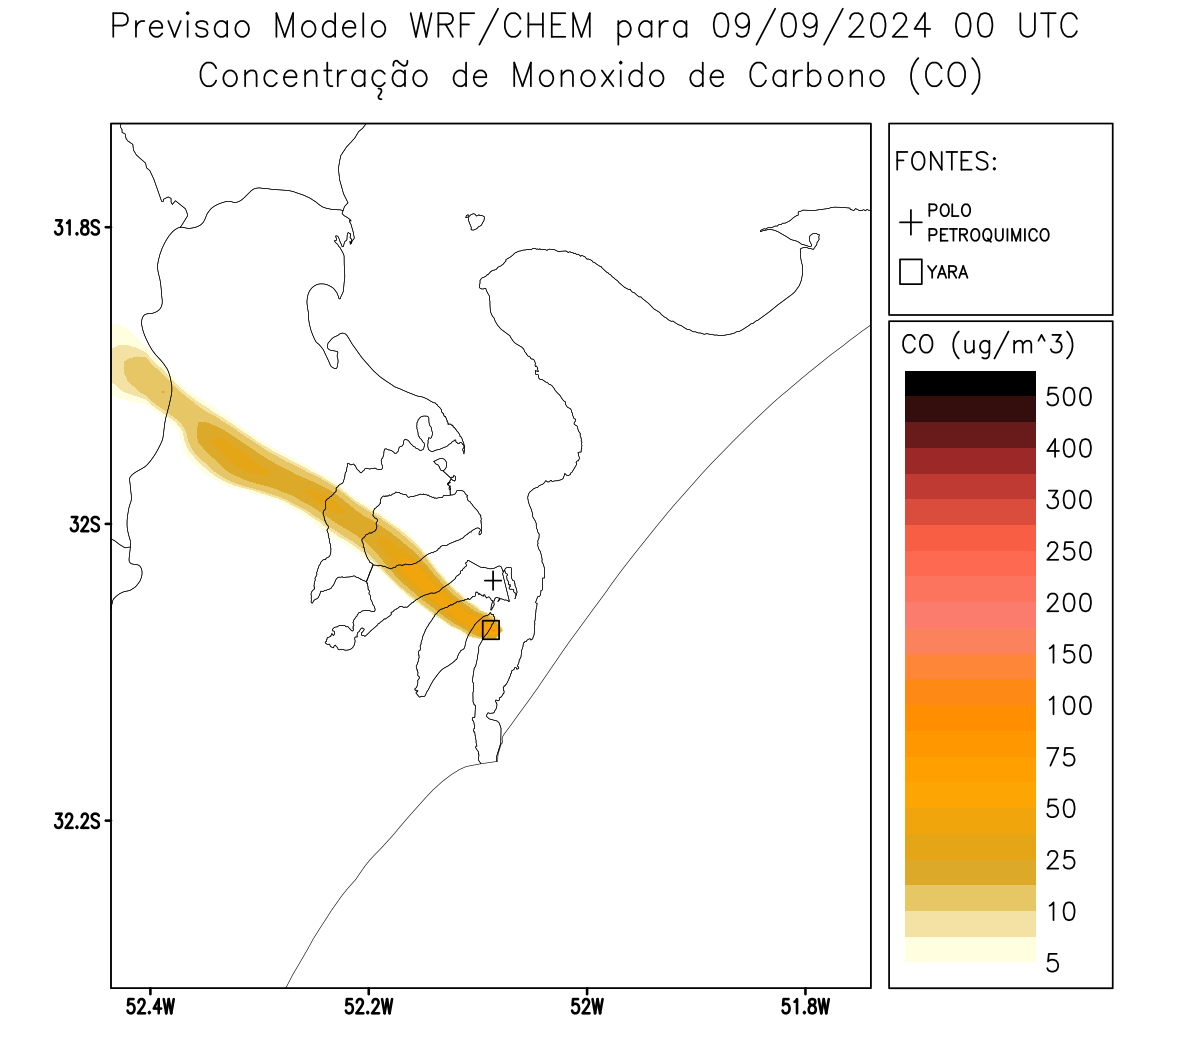 Previsao Modelo WRF/CHEM para 09/09/2024 00 UTC
Concentração de Monoxido de Carbono (CO)
FONTES:
POLO
PETROQUIMICO
YARA
31.8S
32S
32.2S
52.4W
52.2W
52W
51.8W
CO (ug/m^3)
500
400
300
250
200
150
100
75
50
25
10
5